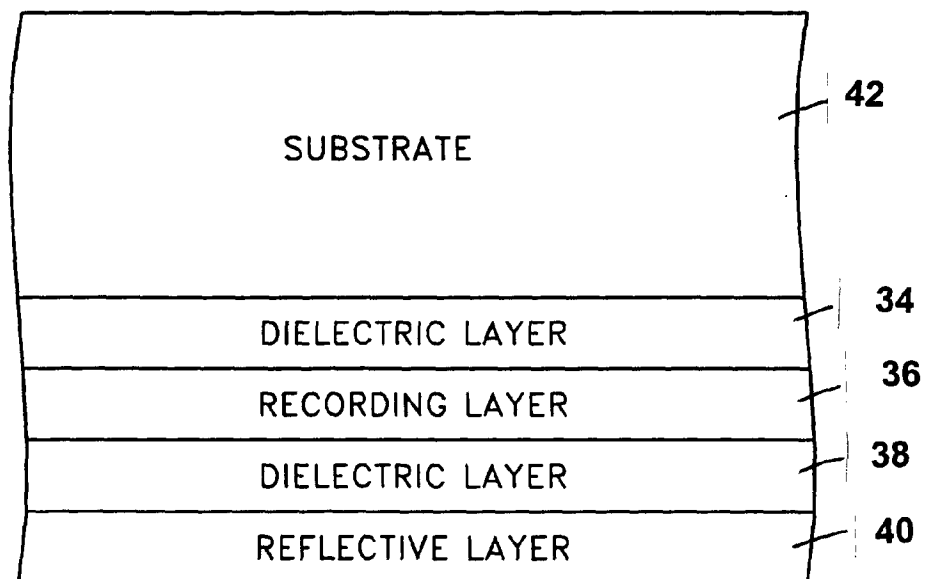 42
SUBSTRATE
34
DIELECTRIC LAYER
36
RECORDING LAYER
38
DIELECTRIC LAYER
40
REFLECTIVE LAYER